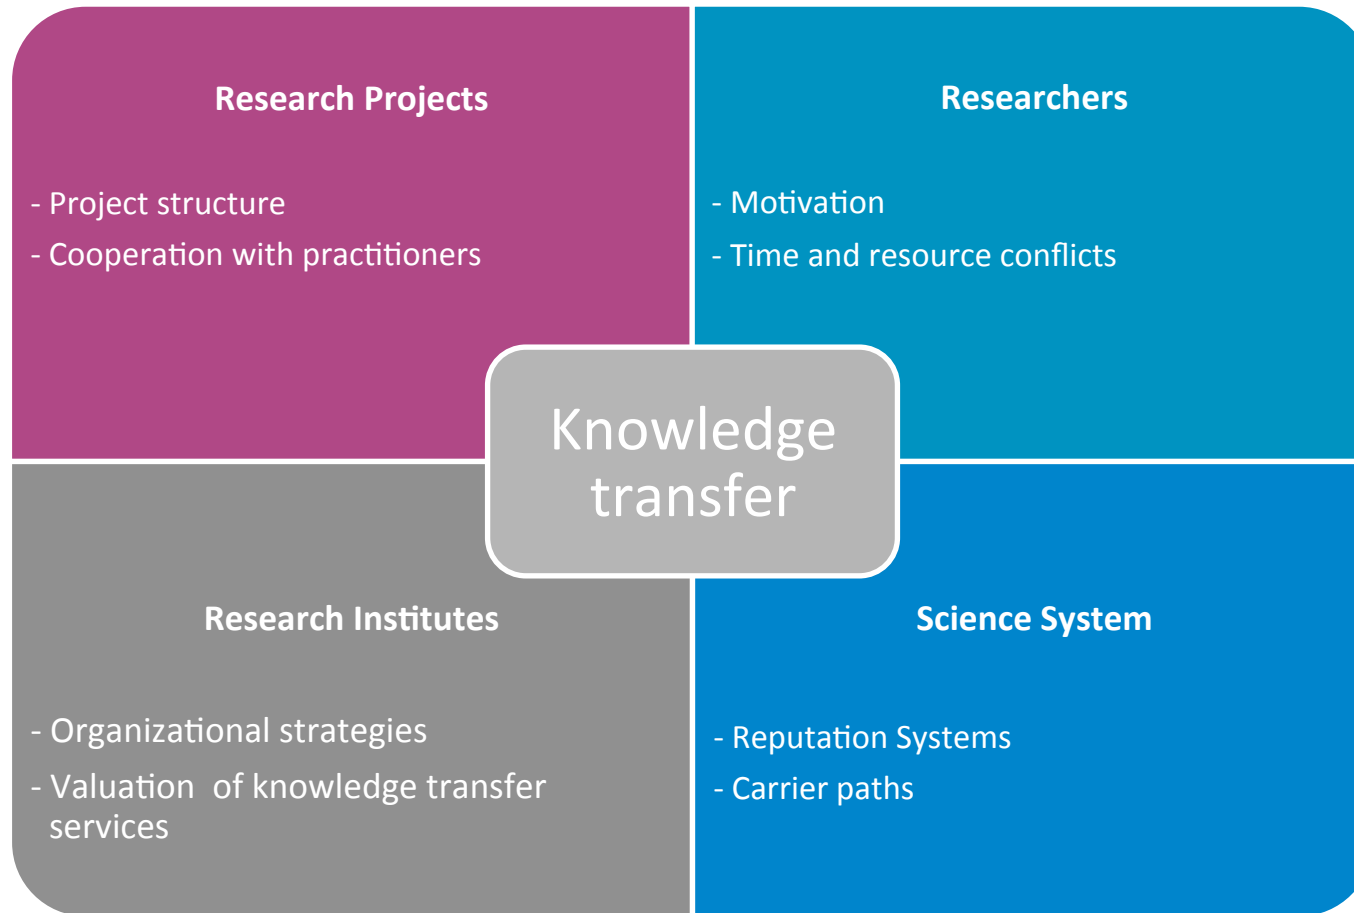 Research Projects
- Project structure
- Cooperation with practitioners
Researchers
- Motivation
- Time and resource conflicts
Knowledge
transfer
Research Institutes
- Organizational strategies
- Valuation  of knowledge transfer
services
Science System
- Reputation Systems
- Carrier paths